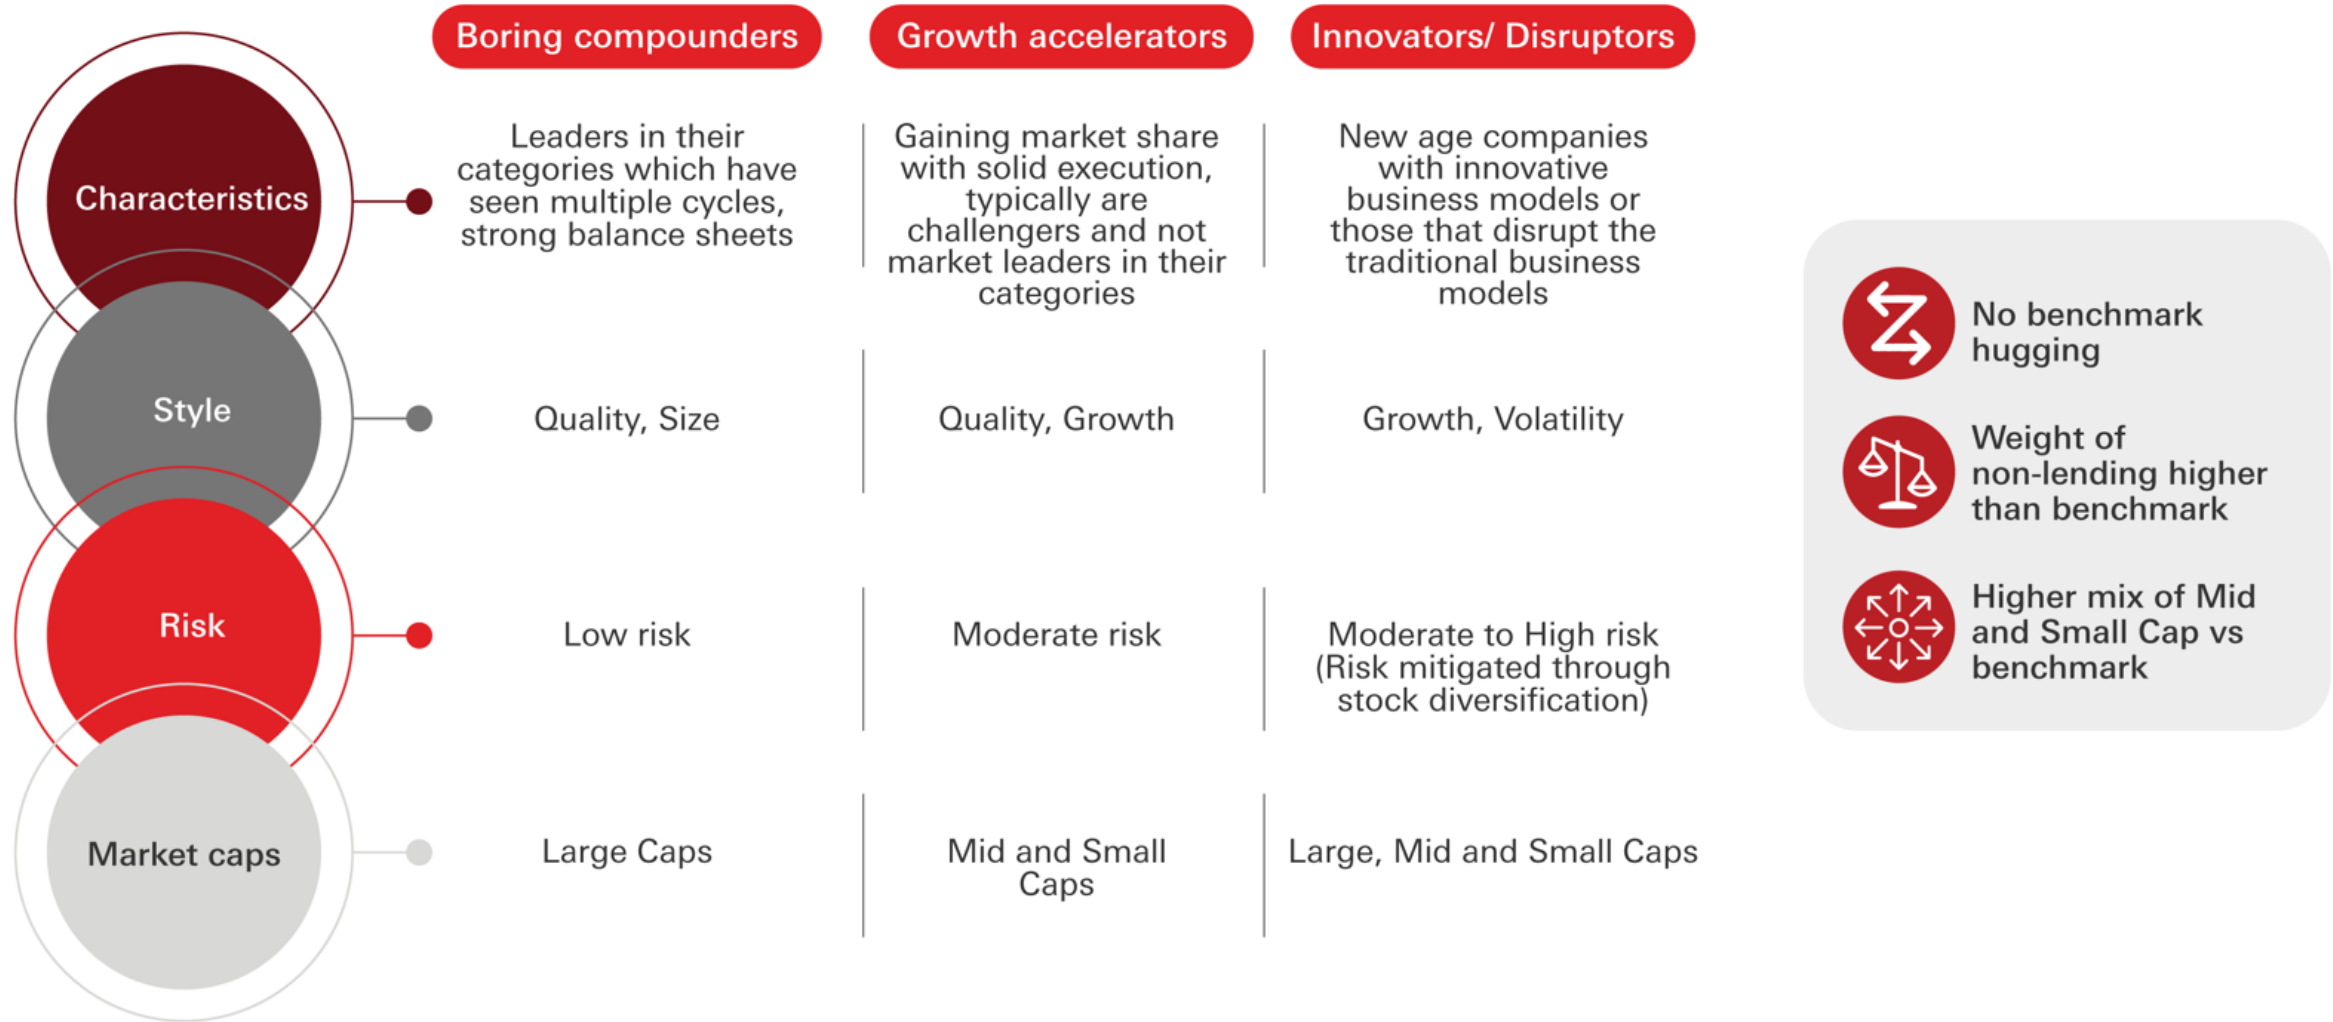 Boring compounders
Growth accelerators
Innovators/ Disruptors
Characteristics
Leaders in their
categories which have
seen multiple cycles,
strong balance sheets
Gaining market share
with solid execution,
typically are
challengers and not
market leaders in their
categories
New age companies
with innovative
business models or
those that disrupt the
traditional business
models
Style
Quality, Size
Quality, Growth
Growth, Volatility
Risk
Low risk
Moderate risk
Moderate to High risk
(Risk mitigated through
stock diversification)
Market caps
Large Caps
Mid and Small
Caps
Large, Mid and Small Caps
No benchmark
hugging
Weight of
non-lending higher
than benchmark
Higher mix of Mid
and Small Cap vs
benchmark